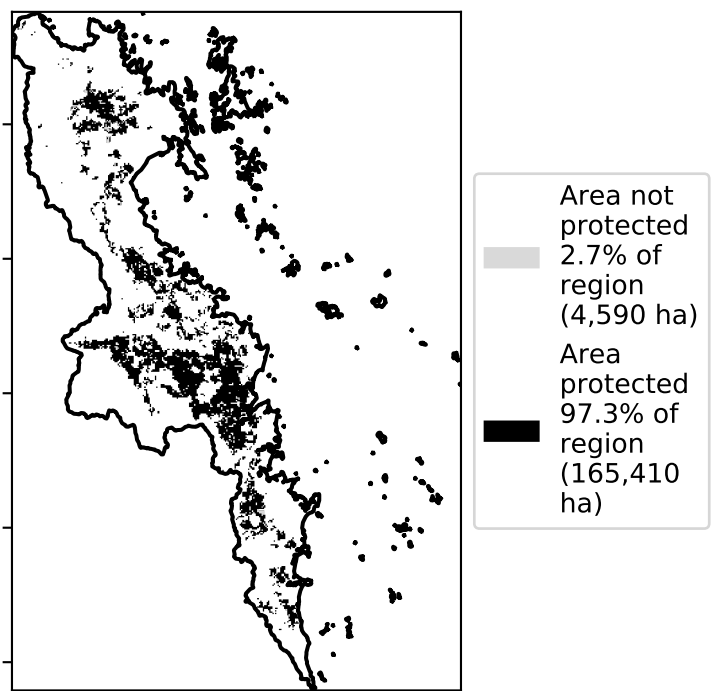 Area not
protected
2.7% of
region
(4,590 ha)
Area
protected
97.3% of
region
(165,410
ha)